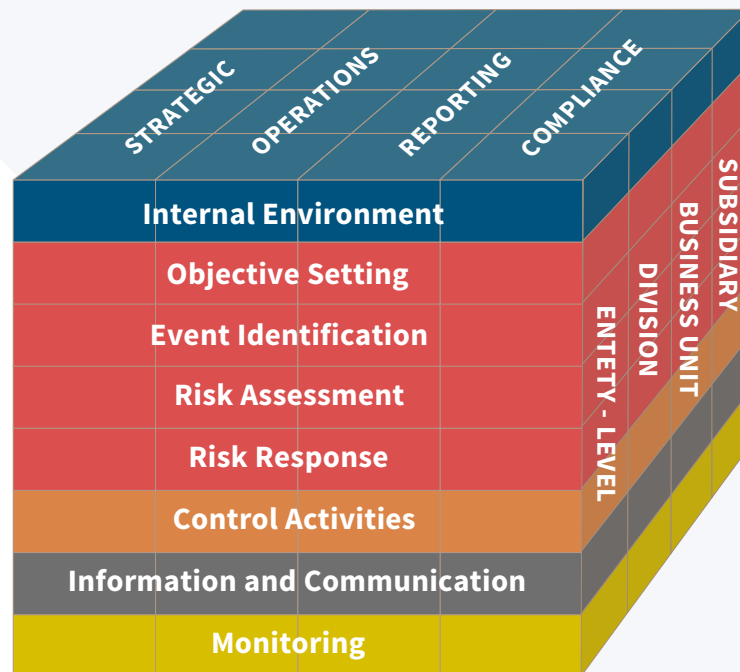 STRATEGIC
OPERATIONS
REPORTING
COMPLIANCE
Internal Environment
Objective Setting
Event Identification
Risk Assessment
Risk Response
Control Activities
Information and Communication
Monitoring
ENTETY - LEVEL
DIVISION
BUSINESS UNIT
SUBSIDIARY